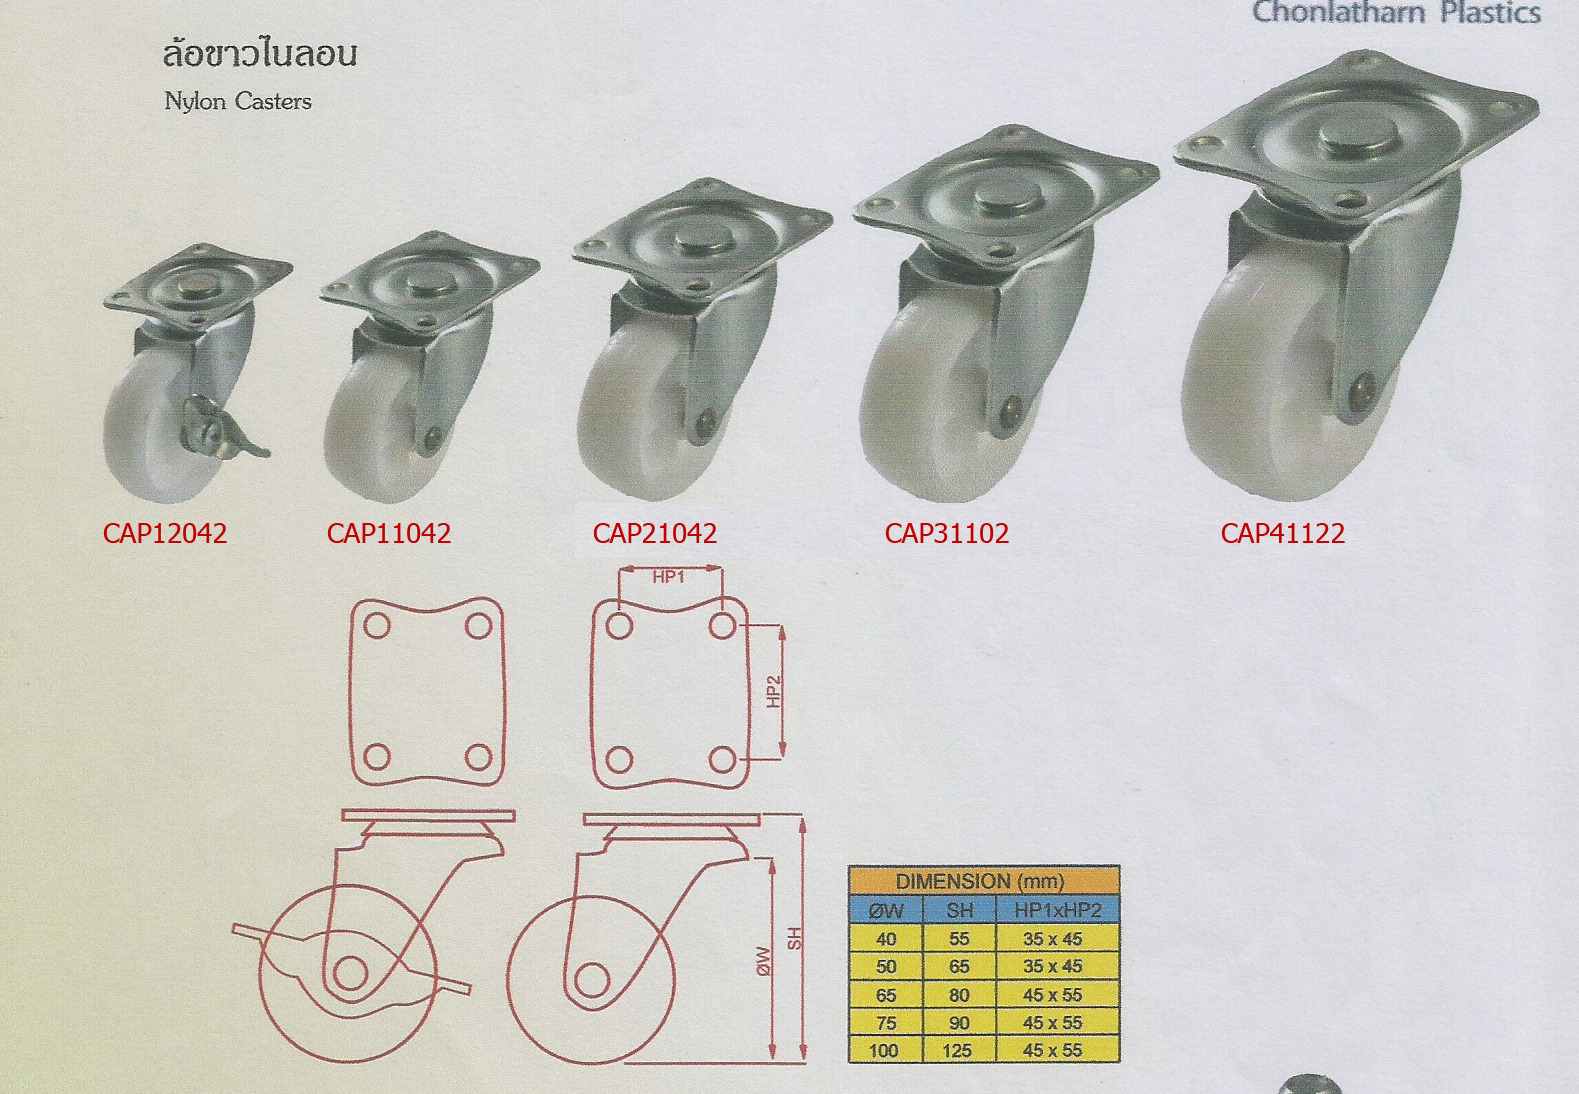 Chonlatharn Plastics
ล้อขาวไนลอน
Nylon Casters
CAP12042 CAP11042 CAP21042 CAP31102 CAP41122
HP1
HP2
SH
ØW
DIMENSION (mm)
ØW SH HP1xHP2
40 55 35 x 45
50 65 35 x 45
65 80 45 x 55
75 90 45 x 55
100 125 45 x 55